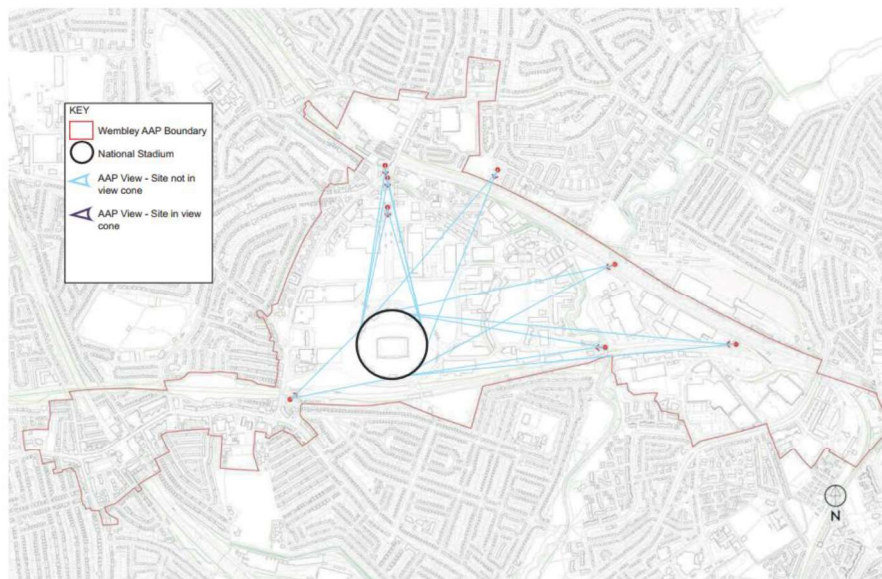 KEY
Wembley AAP Boundary
National Stadium
AAP View - Site not in
view cone
AAP View - Site in view
cone
N